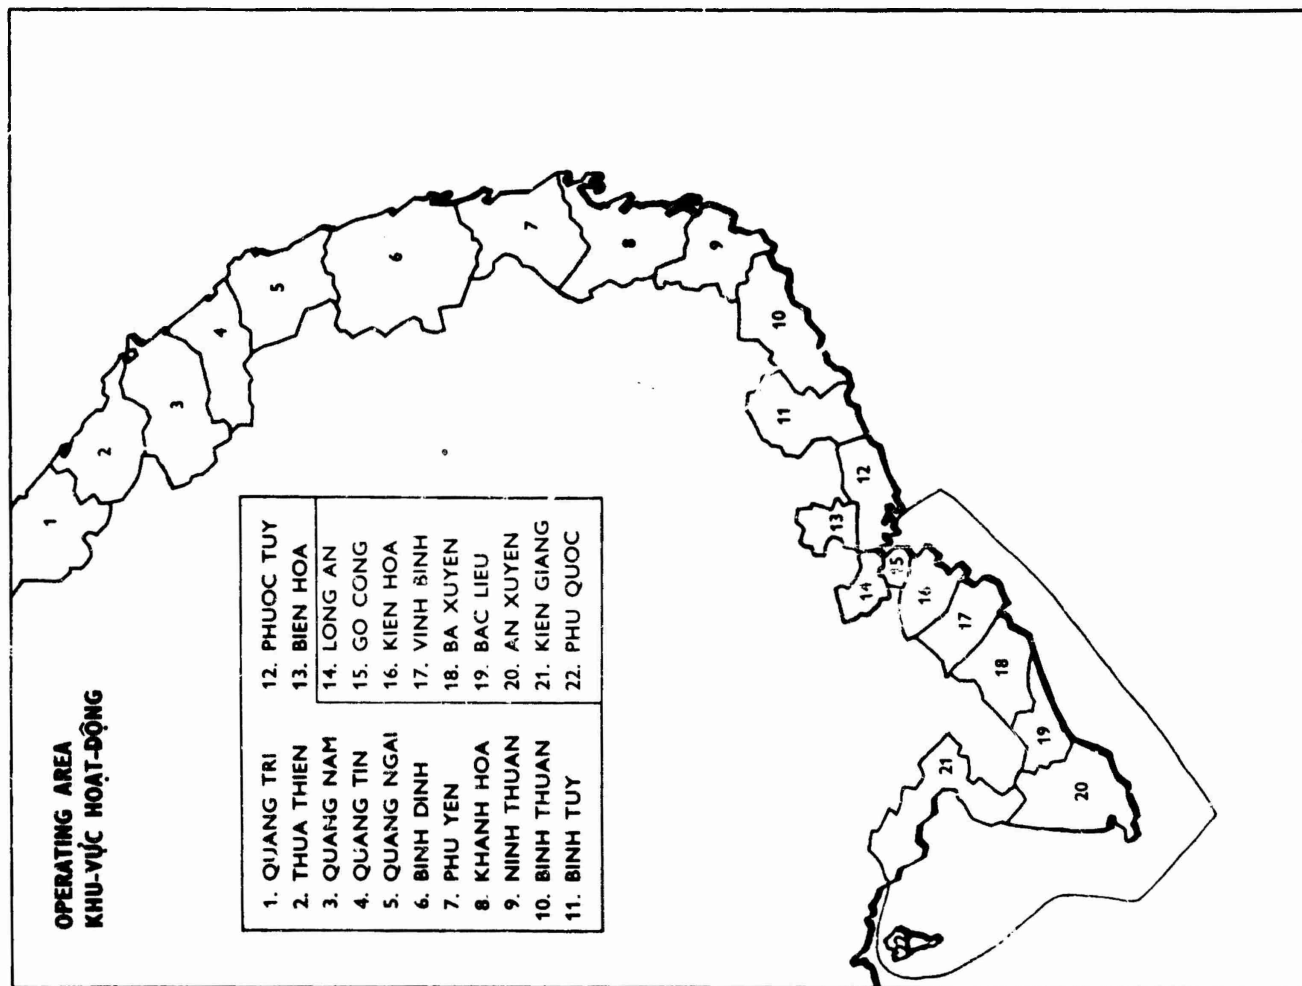 OPERATING AREA
KHU-VỰC HOẠT-ĐỘNG
1. QUANG TRI
2. THUA THIEN
3. QUANG NAM
4. QUANG TIN
5. QUANG NGAI
6. BINH DINH
7. PHU YEN
8. KHANH HOA
9. NINH THUAN
10. BINH THUAN
11. BINH TUY
12. PHUOC TUY
13. BIEN HOA
14. LONG AN
15. GO CONG
16. KIEN HOA
17. VINH BINH
18. BA XUYEN
19. BAC LIEU
20. AN XUYEN
21. KIEN GIANG
22. PHU QUOC
1
2
3
4
5
6
7
8
9
10
11
12
13
14
15
16
17
18
19
20
21
22